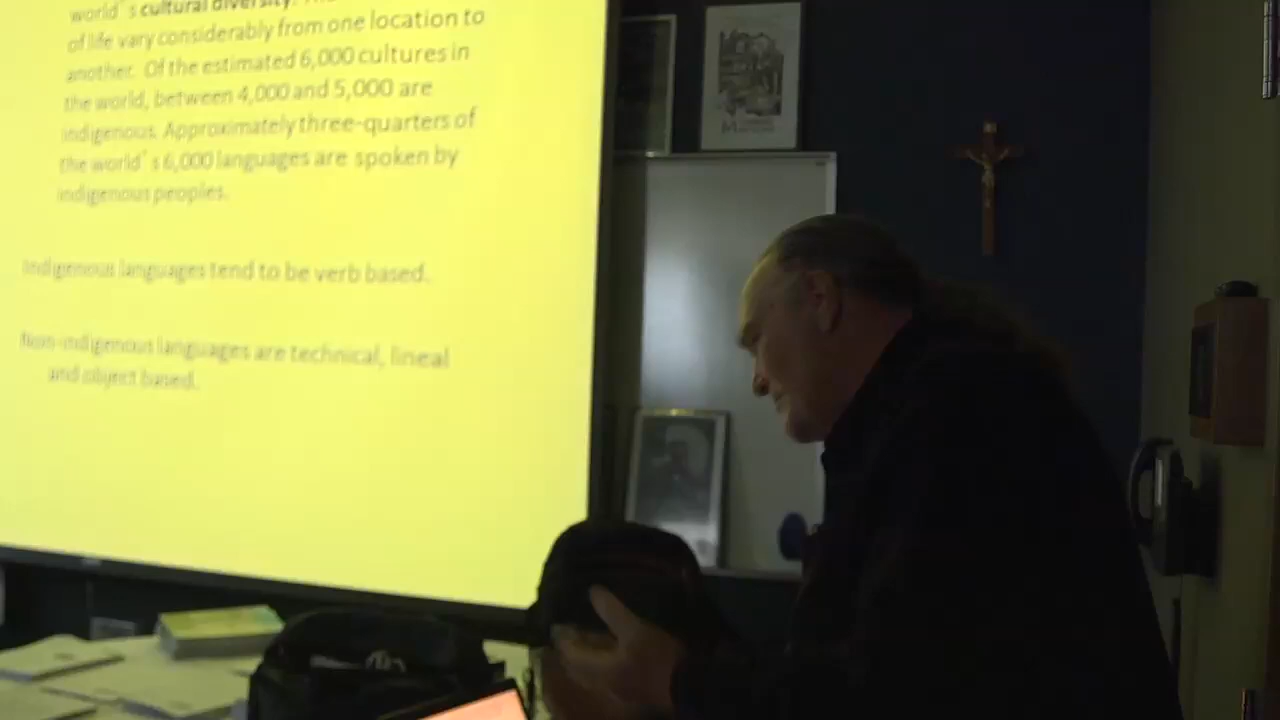 world's cultural diversity.
of life vary considerably from one location to
another. Of the estimated 6,000 cultures in
the world, between 4,000 and 5,000 are
indigenous. Approximately three-quarters of
the world's 6,000 languages are spoken by
indigenous peoples.
Indigenous languages tend to be verb based.
Non-indigenous languages are technical, lineal
and object based.